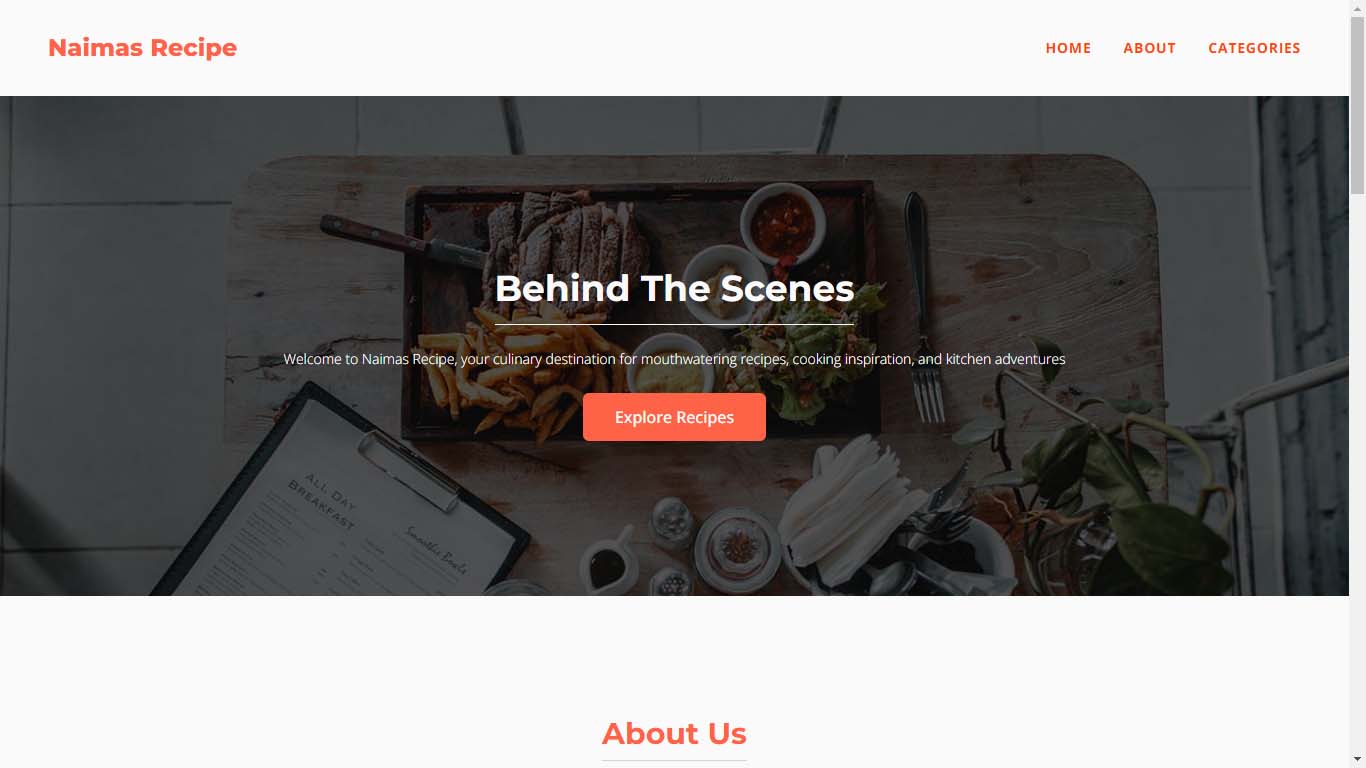 Naimas Recipe
HOME ABOUT CATEGORIES
Behind The Scenes
Welcome to Naimas Recipe, your culinary destination for mouthwatering recipes, cooking inspiration, and kitchen adventures
Explore Recipes
ALL DAY
BREAKFAST
Smoothie Bowls
About Us